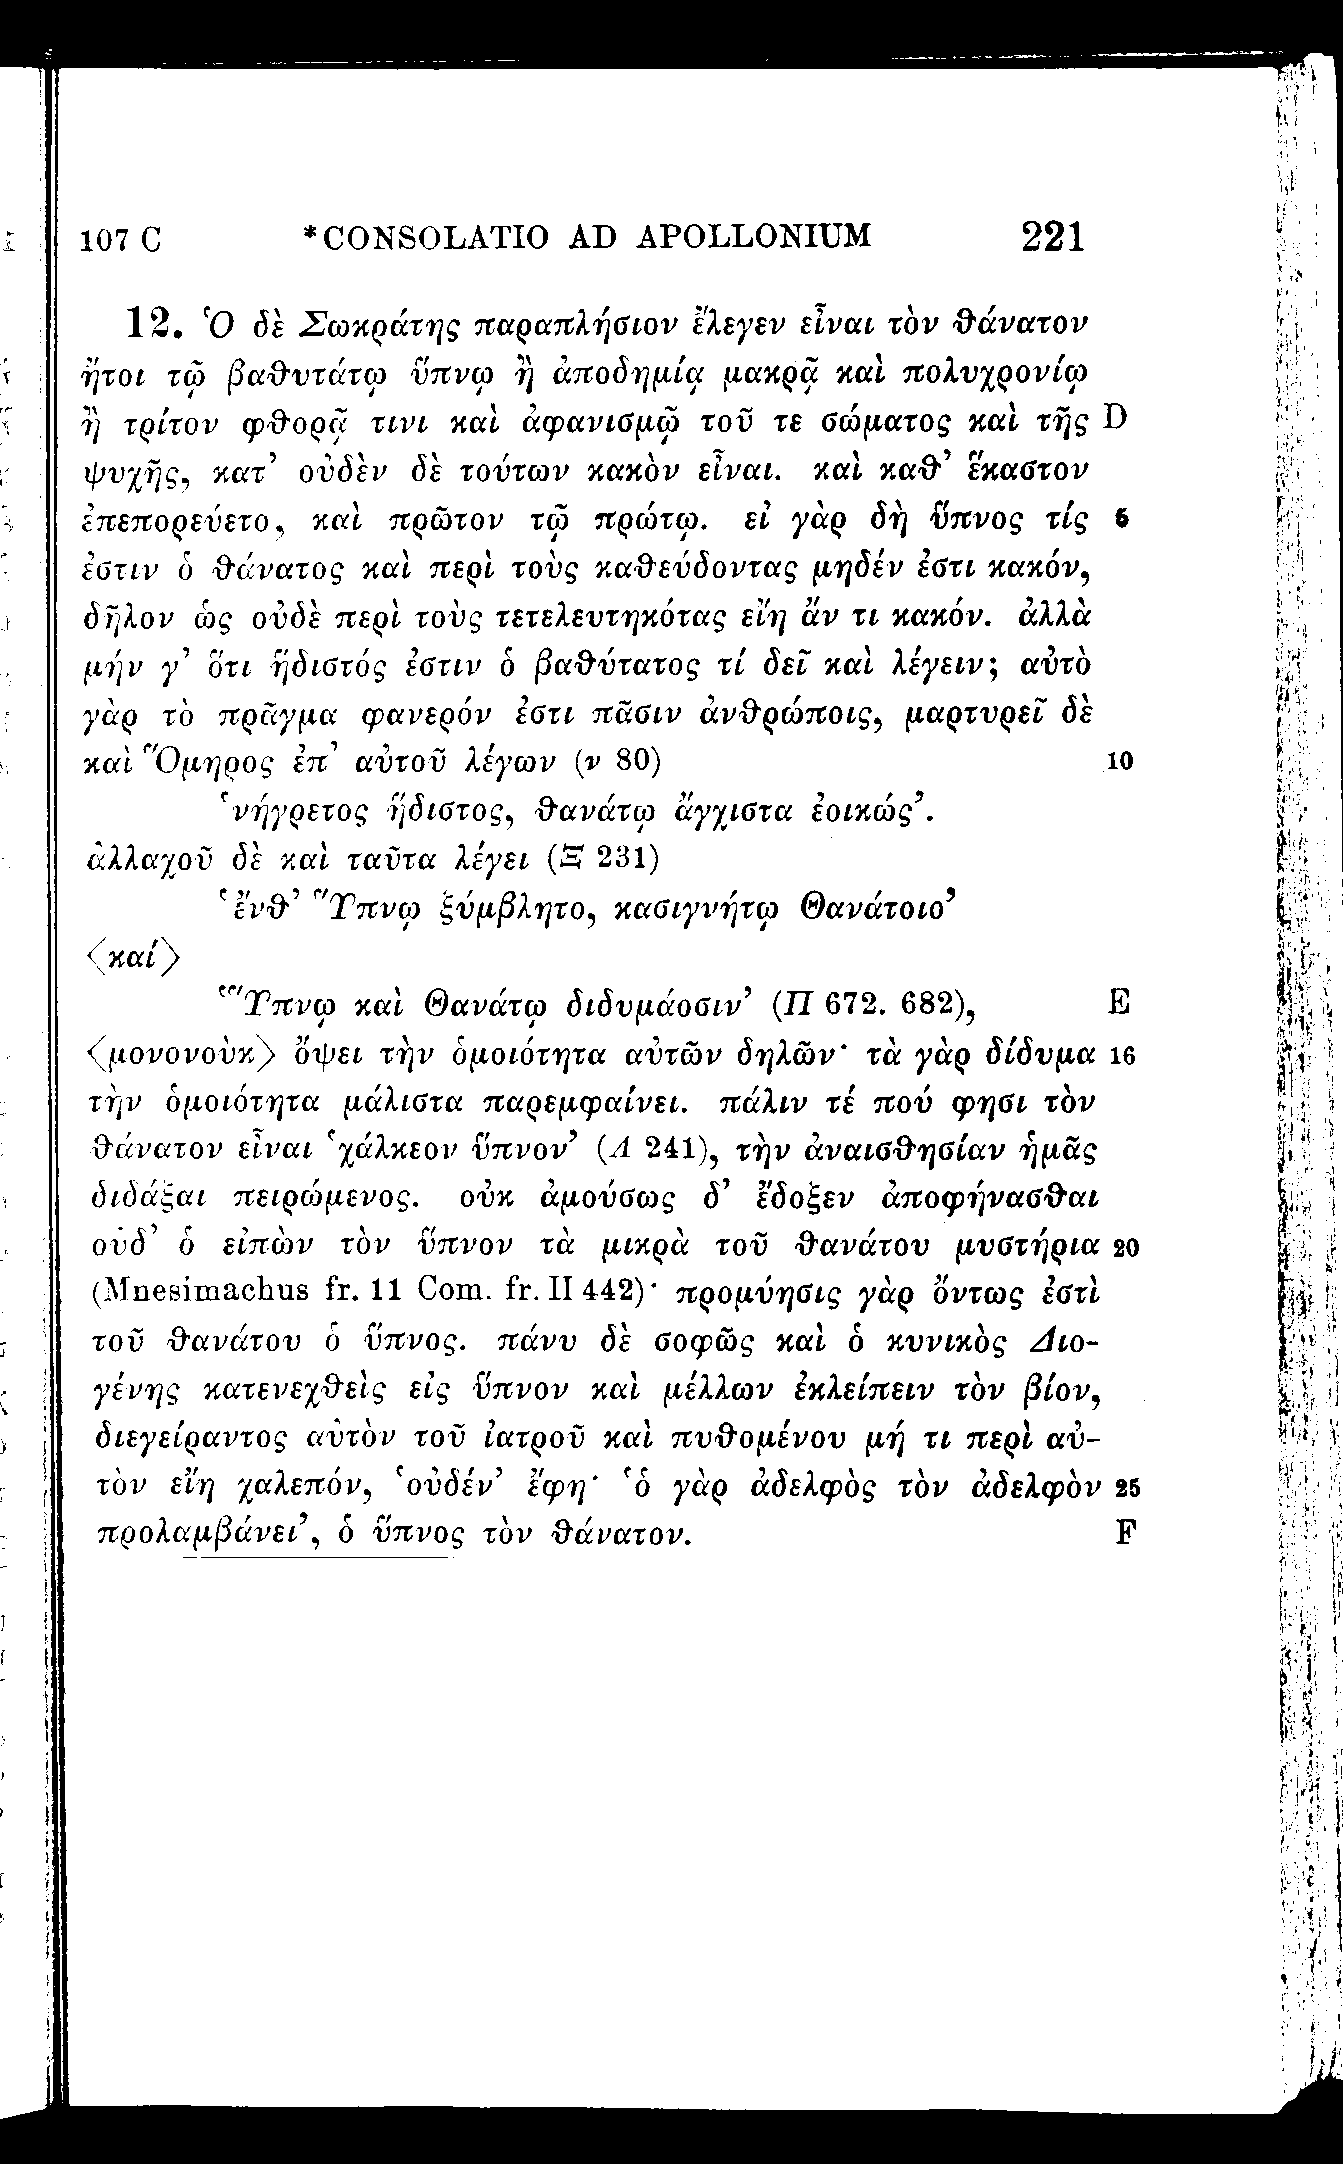 107 C *CONSOLATIO AD APOLLONIUM 221
12. Ὁ δὲ Σωκράτης παραπλήσιον ἔλεγεν εἶναι τὸν θάνατον
ἤτοι τῷ βαθυτάτῳ ὕπνῳ ἢ ἀποδημίᾳ μακρᾷ καὶ πολυχρονίῳ
ἢ τρίτον φθορᾷ τινι καὶ ἀφανισμῷ τοῦ τε σώματος καὶ τῆς D
ψυχῆς, κατ’ οὐδὲν δὲ τούτων κακὸν εἶναι. καὶ καθ’ ἕκαστον
ἐπεπορεύετο, καὶ πρῶτον τῷ πρώτῳ. εἰ γὰρ δὴ ὕπνος τίς 5
ἐστιν ὁ θάνατος καὶ περὶ τοὺς καθεύδοντας μηδέν ἐστι κακόν,
δῆλον ὡς οὐδὲ περὶ τοὺς τετελευτηκότας εἴη ἄν τι κακόν. ἀλλὰ
μήν γ’ ὅτι ἥδιστός ἐστιν ὁ βαθύτατος τί δεῖ καὶ λέγειν; αὐτὸ
γὰρ τὸ πρᾶγμα φανερόν ἐστι πᾶσιν ἀνθρώποις, μαρτυρεῖ δὲ
καὶ Ὅμηρος ἐπ’ αὐτοῦ λέγων (ν 80) 10
‘νήγρετος ἥδιστος, θανάτῳ ἄγχιστα ἐοικώς’.
ἀλλαχοῦ δὲ καὶ ταῦτα λέγει (Ξ 231)
‘ἔνθ’ Ὕπνῳ ξύμβλητο, κασιγνήτῳ Θανάτοιο’
⟨καί⟩
‘Ὕπνῳ καὶ Θανάτῳ διδυμάοσιν’ (Π 672. 682), E
⟨μονονοὺκ⟩ ὄψει τὴν ὁμοιότητα αὐτῶν δηλῶν· τὰ γὰρ δίδυμα 16
τὴν ὁμοιότητα μάλιστα παρεμφαίνει. πάλιν τέ πού φησι τὸν
θάνατον εἶναι ‘χάλκεον ὕπνον’ (Λ 241), τὴν ἀναισθησίαν ἡμᾶς
διδάξαι πειρώμενος. οὐκ ἀμούσως δ’ ἔδοξεν ἀποφήνασθαι
οὐδ’ ὁ εἰπὼν τὸν ὕπνον τὰ μικρὰ τοῦ θανάτου μυστήρια 20
(Mnesimachus fr. 11 Com. fr. II 442)· προμύησις γὰρ ὄντως ἐστὶ
τοῦ θανάτου ὁ ὕπνος. πάνυ δὲ σοφῶς καὶ ὁ κυνικὸς Διο-
γένης κατενεχθεὶς εἰς ὕπνον καὶ μέλλων ἐκλείπειν τὸν βίον,
διεγείραντος αὐτὸν τοῦ ἰατροῦ καὶ πυθομένου μή τι περὶ αὐ-
τὸν εἴη χαλεπόν, ‘οὐδέν’ ἔφη· ‘ὁ γὰρ ἀδελφὸς τὸν ἀδελφὸν 25
προλαμβάνει’, ὁ ὕπνος τὸν θάνατον. F